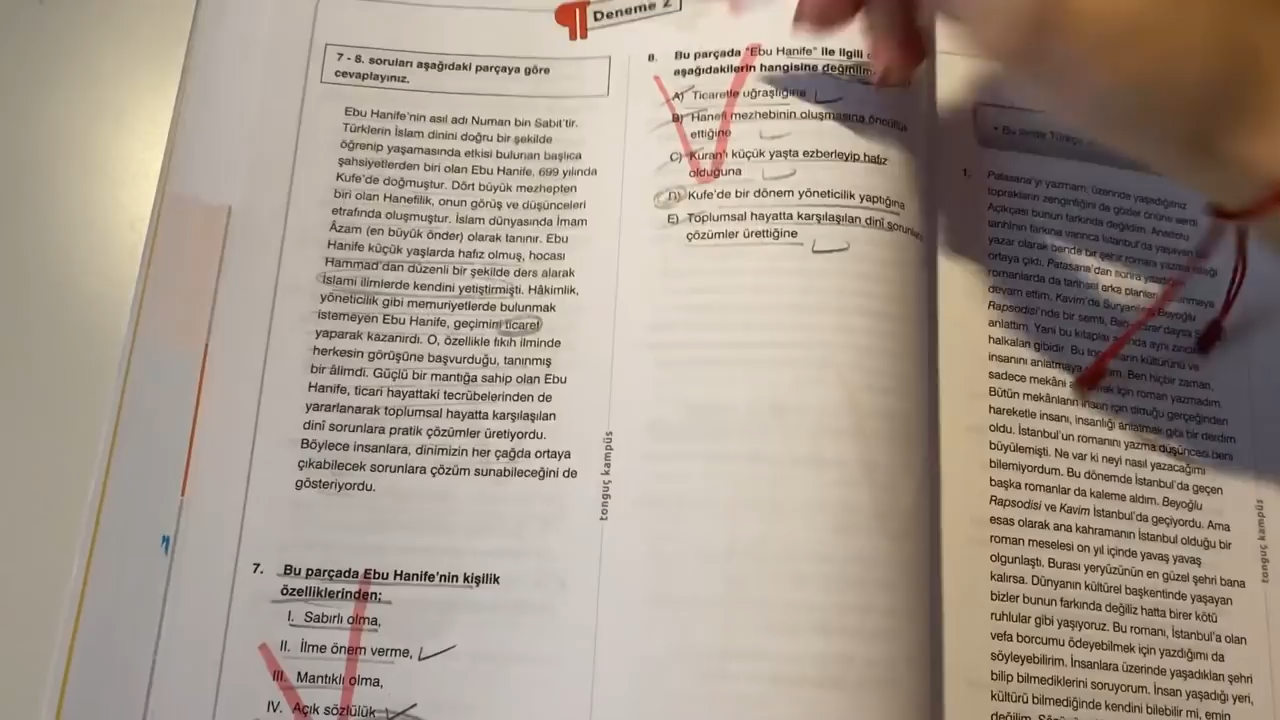 Deneme 2
7 - 8. soruları aşağıdaki parçaya göre
cevaplayınız.
Ebu Hanife'nin asıl adı Numan bin Sabit'tir.
Türklerin İslam dinini doğru bir şekilde
öğrenip yaşamasında etkisi bulunan başlıca
şahsiyetlerden biri olan Ebu Hanife, 699 yılında
Kufe'de doğmuştur. Dört büyük mezhepten
biri olan Hanefilik, onun görüş ve düşünceleri
etrafında oluşmuştur. İslam dünyasında İmam
Âzam (en büyük önder) olarak tanınır. Ebu
Hanife küçük yaşlarda hafız olmuş, hocası
Hammad'dan düzenli bir şekilde ders alarak
İslami ilimlerde kendini yetiştirmişti. Hâkimlik,
yöneticilik gibi memuriyetlerde bulunmak
istemeyen Ebu Hanife, geçimini ticaret
yaparak kazanırdı. O, özellikle fıkıh ilminde
herkesin görüşüne başvurduğu, tanınmış
bir âlimdi. Güçlü bir mantığa sahip olan Ebu
Hanife, ticari hayattaki tecrübelerinden de
yararlanarak toplumsal hayatta karşılaşılan
dinî sorunlara pratik çözümler üretiyordu.
Böylece insanlara, dinimizin her çağda ortaya
çıkabilecek sorunlara çözüm sunabileceğini de
gösteriyordu.
tonguç kampüs
7. Bu parçada Ebu Hanife'nin kişilik
özelliklerinden;
I. Sabırlı olma,
II. İlme önem verme,
III. Mantıklı olma,
IV. Açık sözlülük
8. Bu parçada "Ebu Hanife" ile ilgili
aşağıdakilerin hangisine
A) Ticaretle uğraştığına
B) Hanefi mezhebinin oluşmasına öncülük
ettiğine
C) Kuran'ı küçük yaşta ezberleyip hafız
olduğuna
D) Kufe'de bir dönem yöneticilik yaptığına
E) Toplumsal hayatta karşılaşılan dinî sorunlara
çözümler ürettiğine
1. Patasana'yı yazmam, üzerinde yaşadığımız
toprakların zenginliğini de gözler önüne serdi
Açıkçası bunun farkında değildim. Anadolu
tarihinin farkına varınca İstanbul'da yaşayan bir
yazar olarak bende bir şehir romanı yazma isteği
ortaya çıktı. Patasana'dan sonra
romanlarda da tarihsel arka planları
devam ettim. Kavim'de Beyoğlu
Rapsodisi'nde bir semti,
anlattım. Yani bu kitaplar aynı
halkaları gibidir. Bu kültürünü ve
insanını anlatmaya Ben hiçbir zaman,
sadece mekânı için roman yazmadım.
Bütün mekânların insan için olduğu gerçeğinden
hareketle insanı, insanlığı anlatmak gibi bir derdim
oldu. İstanbul'un romanını yazma düşüncesi beni
büyülemişti. Ne var ki neyi nasıl yazacağımı
bilemiyordum. Bu dönemde İstanbul'da geçen
başka romanlar da kaleme aldım. Beyoğlu
Rapsodisi ve Kavim İstanbul'da geçiyordu. Ama
esas olarak ana kahramanın İstanbul olduğu bir
roman meselesi on yıl içinde yavaş yavaş
olgunlaştı. Burası yeryüzünün en güzel şehri bana
kalırsa. Dünyanın kültürel başkentinde yaşayan
bizler bunun farkında değiliz hatta birer kötü
ruhlular gibi yaşıyoruz. Bu romanı, İstanbul'a olan
vefa borcumu ödeyebilmek için yazdığımı da
söyleyebilirim. İnsanlara üzerinde yaşadıkları şehri
bilip bilmediklerini soruyorum. İnsan yaşadığı yeri,
kültürü bilmediğinde kendini bilebilir mi, emin
değilim.
tonguç kampüs